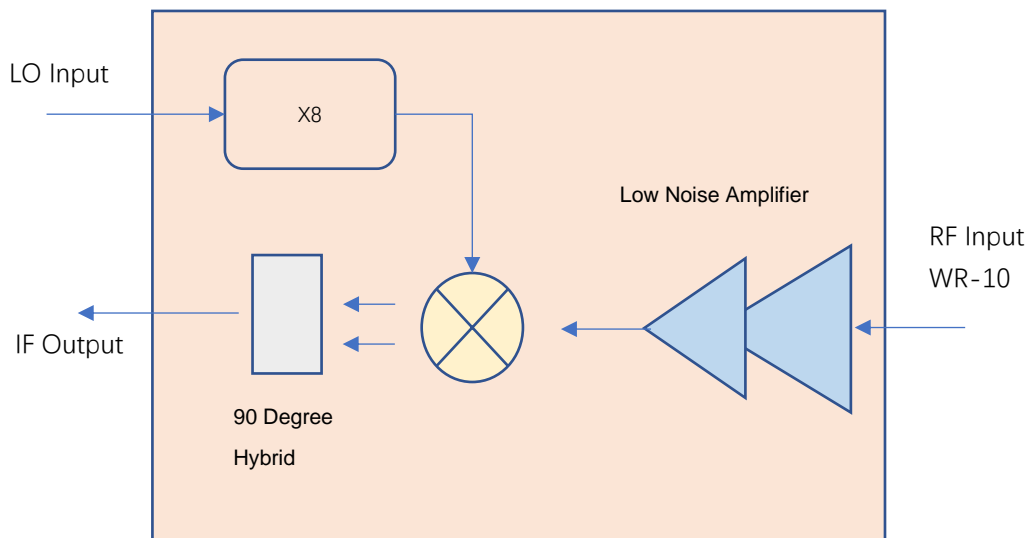 LO Input
X8
Low Noise Amplifier
RF Input
WR-10
IF Output
90 Degree
Hybrid